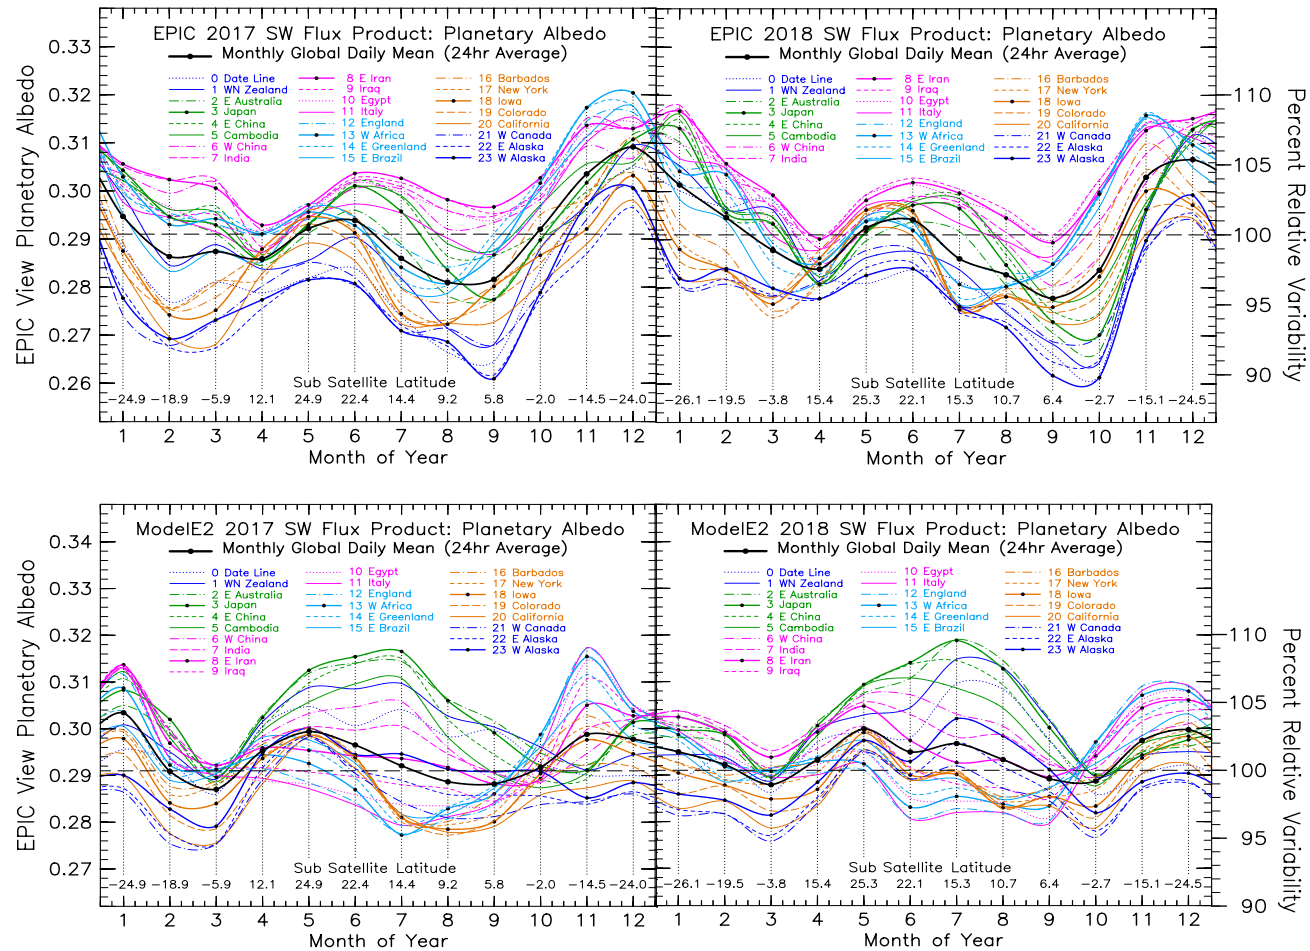 EPIC 2017 SW Flux Product: Planetary Albedo
Monthly Global Daily Mean (24hr Average)
0 Date Line
1 WN Zealand
2 E Australia
3 Japan
4 E China
5 Cambodia
6 W China
7 India
8 E Iran
9 Iraq
10 Egypt
11 Italy
12 England
13 W Africa
14 E Greenland
15 E Brazil
16 Barbados
17 New York
18 Iowa
19 Colorado
20 California
21 W Canada
22 E Alaska
23 W Alaska
EPIC View Planetary Albedo
0.33
0.32
0.31
0.30
0.29
0.28
0.27
0.26
Sub Satellite Latitude
−24.9 −18.9 −5.9 12.1 24.9 22.4 14.4 9.2 5.8 −2.0 −14.5 −24.0
1 2 3 4 5 6 7 8 9 10 11 12
Month of Year
EPIC 2018 SW Flux Product: Planetary Albedo
Monthly Global Daily Mean (24hr Average)
0 Date Line
1 WN Zealand
2 E Australia
3 Japan
4 E China
5 Cambodia
6 W China
7 India
8 E Iran
9 Iraq
10 Egypt
11 Italy
12 England
13 W Africa
14 E Greenland
15 E Brazil
16 Barbados
17 New York
18 Iowa
19 Colorado
20 California
21 W Canada
22 E Alaska
23 W Alaska
110
105
100
95
90
Percent Relative Variability
Sub Satellite Latitude
−26.1 −19.5 −3.8 15.4 25.3 22.1 15.3 10.7 6.4 −2.7 −15.1 −24.5
1 2 3 4 5 6 7 8 9 10 11 12
Month of Year
ModelE2 2017 SW Flux Product: Planetary Albedo
Monthly Global Daily Mean (24hr Average)
0 Date Line
1 WN Zealand
2 E Australia
3 Japan
4 E China
5 Cambodia
6 W China
7 India
8 E Iran
9 Iraq
10 Egypt
11 Italy
12 England
13 W Africa
14 E Greenland
15 E Brazil
16 Barbados
17 New York
18 Iowa
19 Colorado
20 California
21 W Canada
22 E Alaska
23 W Alaska
EPIC View Planetary Albedo
0.34
0.33
0.32
0.31
0.30
0.29
0.28
0.27
Sub Satellite Latitude
−24.9 −18.9 −5.9 12.1 24.9 22.4 14.4 9.2 5.8 −2.0 −14.5 −24.0
1 2 3 4 5 6 7 8 9 10 11 12
Month of Year
ModelE2 2018 SW Flux Product: Planetary Albedo
Monthly Global Daily Mean (24hr Average)
0 Date Line
1 WN Zealand
2 E Australia
3 Japan
4 E China
5 Cambodia
6 W China
7 India
8 E Iran
9 Iraq
10 Egypt
11 Italy
12 England
13 W Africa
14 E Greenland
15 E Brazil
16 Barbados
17 New York
18 Iowa
19 Colorado
20 California
21 W Canada
22 E Alaska
23 W Alaska
110
105
100
95
90
Percent Relative Variability
Sub Satellite Latitude
−26.1 −19.5 −3.8 15.4 25.3 22.1 15.3 10.7 6.4 −2.7 −15.1 −24.5
1 2 3 4 5 6 7 8 9 10 11 12
Month of Year